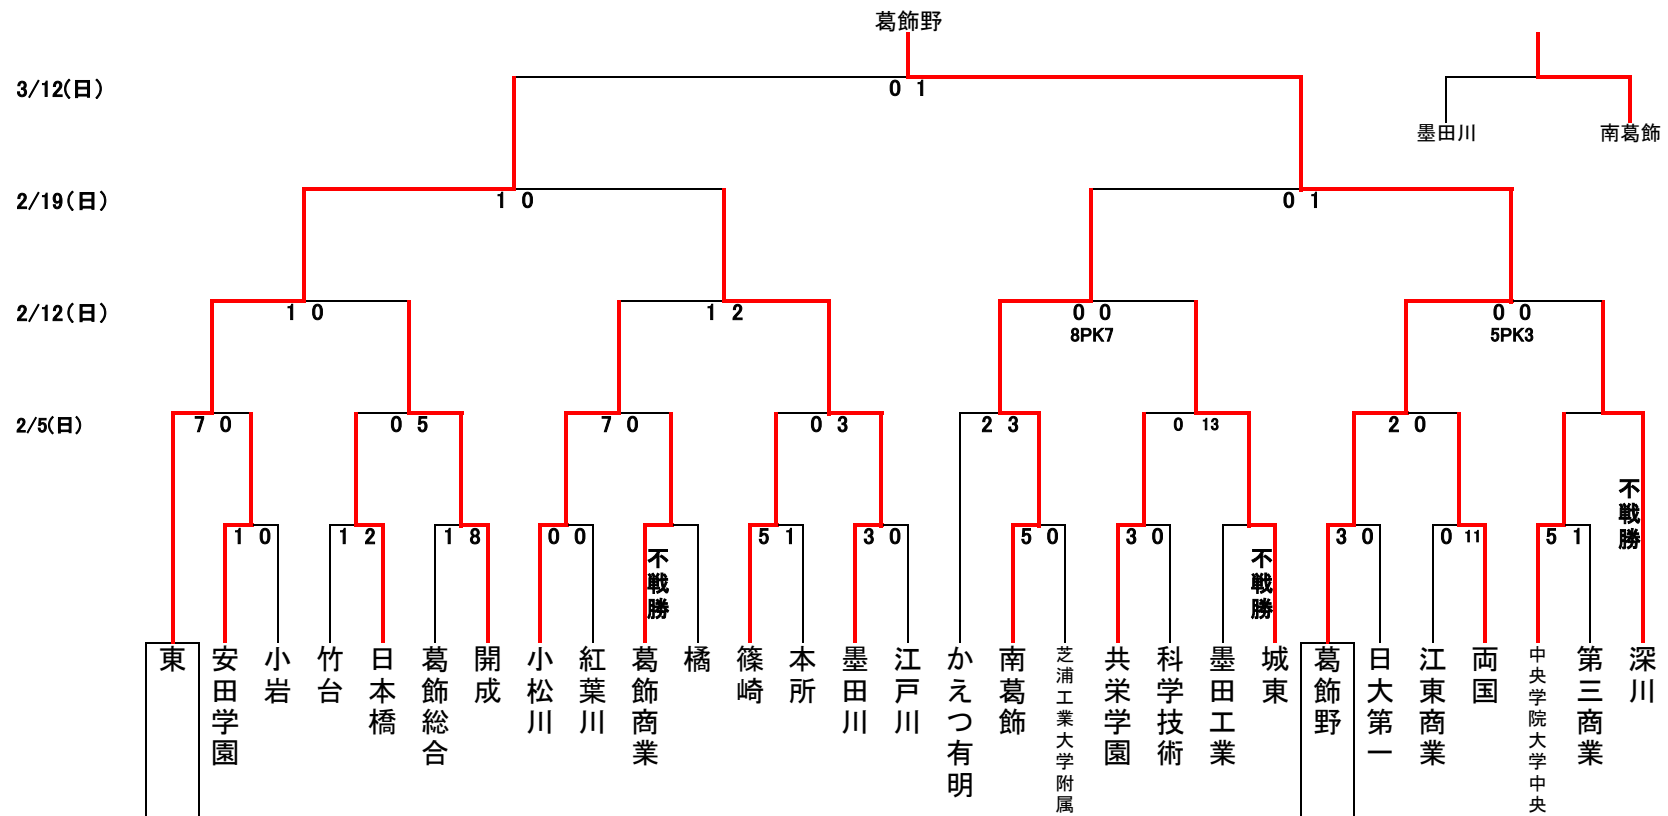 葛飾野
3/12(日)
0 1
墨田川
南葛飾
2/19(日)
1 0
0 1
2/12(日)
1 0
1 2
0 0
8PK7
0 0
5PK3
2/5(日)
7 0
0 5
7 0
0 3
2 3
0 13
2 0
不戦勝
1 0
1 2
1 8
0 0
不戦勝
5 1
3 0
5 0
3 0
不戦勝
3 0
0 11
5 1
東
安田学園
小岩
竹台
日本橋
葛飾総合
開成
小松川
紅葉川
葛飾商業
橘
篠崎
本所
墨田川
江戸川
かえつ有明
南葛飾
芝浦工業大学附属
共栄学園
科学技術
墨田工業
城東
葛飾野
日大第一
江東商業
両国
中央学院大学中央
第三商業
深川